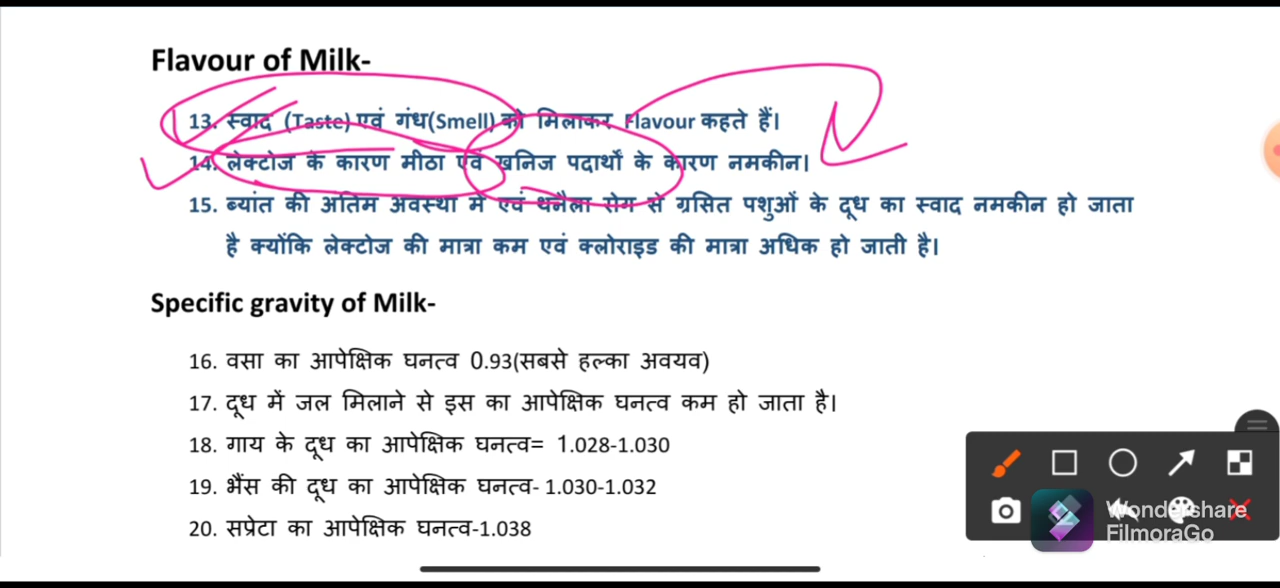 Flavour of Milk-
13. स्वाद (Taste) एवं गंध(Smell) को मिलाकर Flavour कहते हैं।
14. लेक्टोज के कारण मीठा एवं खनिज पदार्थों के कारण नमकीन।
15. ब्यांत की अंतिम अवस्था में एवं थनैला रोग से ग्रसित पशुओं के दूध का स्वाद नमकीन हो जाता
है क्योंकि लेक्टोज की मात्रा कम एवं क्लोराइड की मात्रा अधिक हो जाती है।
Specific gravity of Milk-
16. वसा का आपेक्षिक घनत्व 0.93(सबसे हल्का अवयव)
17. दूध में जल मिलाने से इस का आपेक्षिक घनत्व कम हो जाता है।
18. गाय के दूध का आपेक्षिक घनत्व= 1.028-1.030
19. भैंस की दूध का आपेक्षिक घनत्व- 1.030-1.032
20. सप्रेटा का आपेक्षिक घनत्व-1.038
Wondershare
FilmoraGo